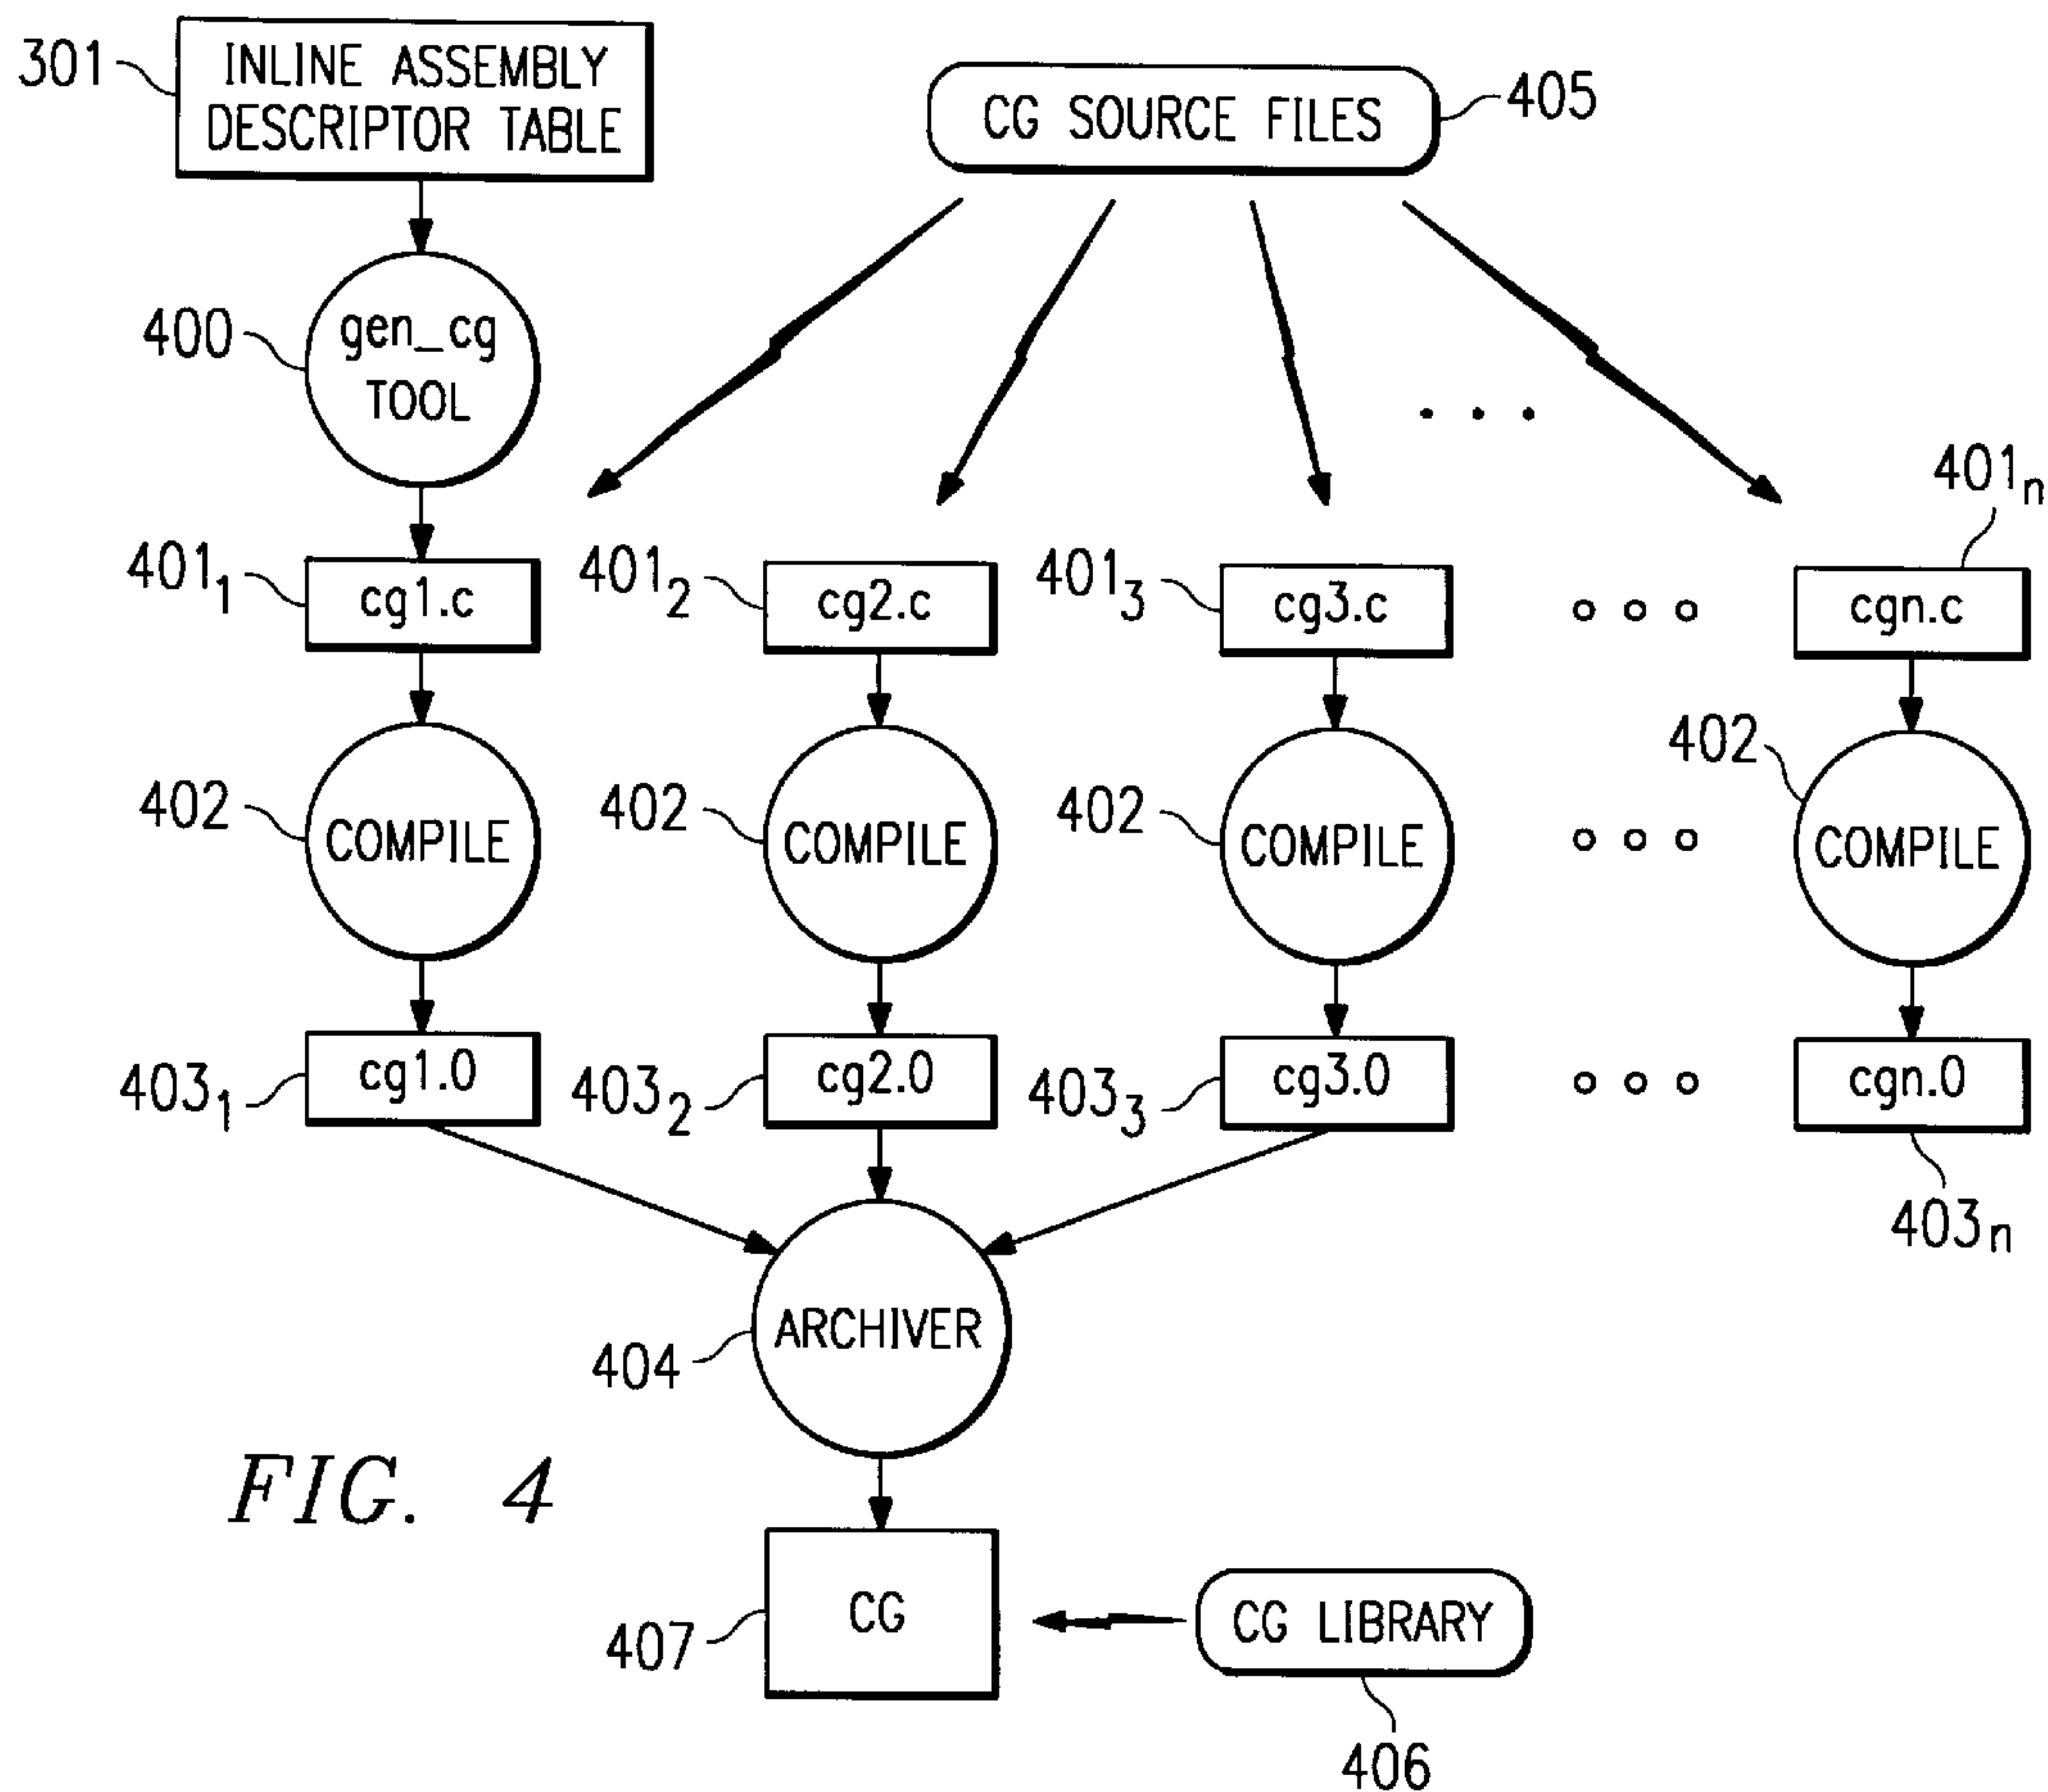 301
INLINE ASSEMBLY
DESCRIPTOR TABLE
CG SOURCE FILES
405
400
gen_cg
TOOL
. . .
401₁
cg1.c
401₂
cg2.c
401₃
cg3.c
o o o
401ₙ
cgn.c
402
COMPILE
402
COMPILE
402
COMPILE
o o o
402
COMPILE
403₁
cg1.0
403₂
cg2.0
403₃
cg3.0
o o o
cgn.0
403ₙ
404
ARCHIVER
FIG. 4
407
CG
CG LIBRARY
406